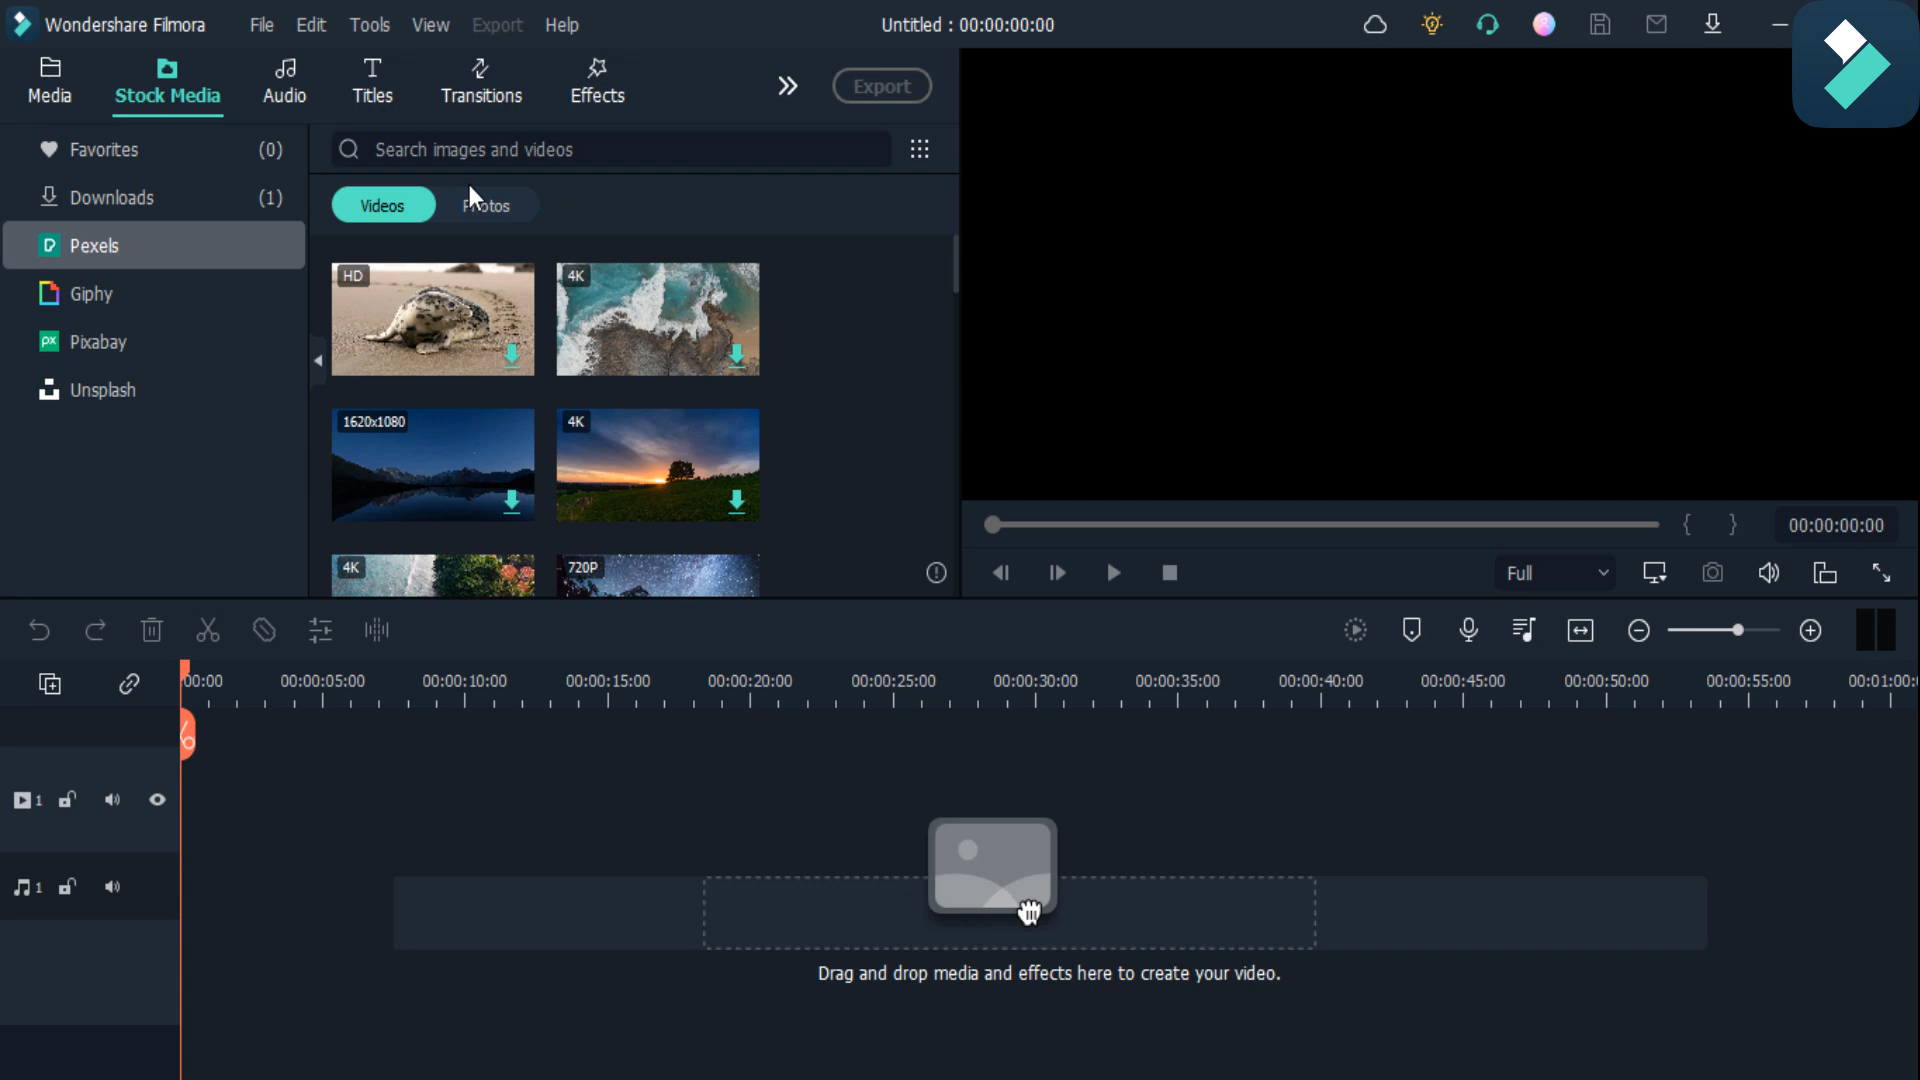 Wondershare Filmora File Edit Tools View Export Help Untitled : 00:00:00:00
Media Stock Media Audio Titles Transitions Effects Export
Favorites (0)
Search images and videos
Downloads (1)
Videos
Pexels
Giphy
Pixabay
Unsplash
HD 4K
1620x1080 4K
4K 720P
00:00:00:00
Full
00:00 00:00:05:00 00:00:10:00 00:00:15:00 00:00:20:00 00:00:25:00 00:00:30:00 00:00:35:00 00:00:40:00 00:00:45:00 00:00:50:00 00:00:55:00 00:01:00:
1
1
Drag and drop media and effects here to create your video.